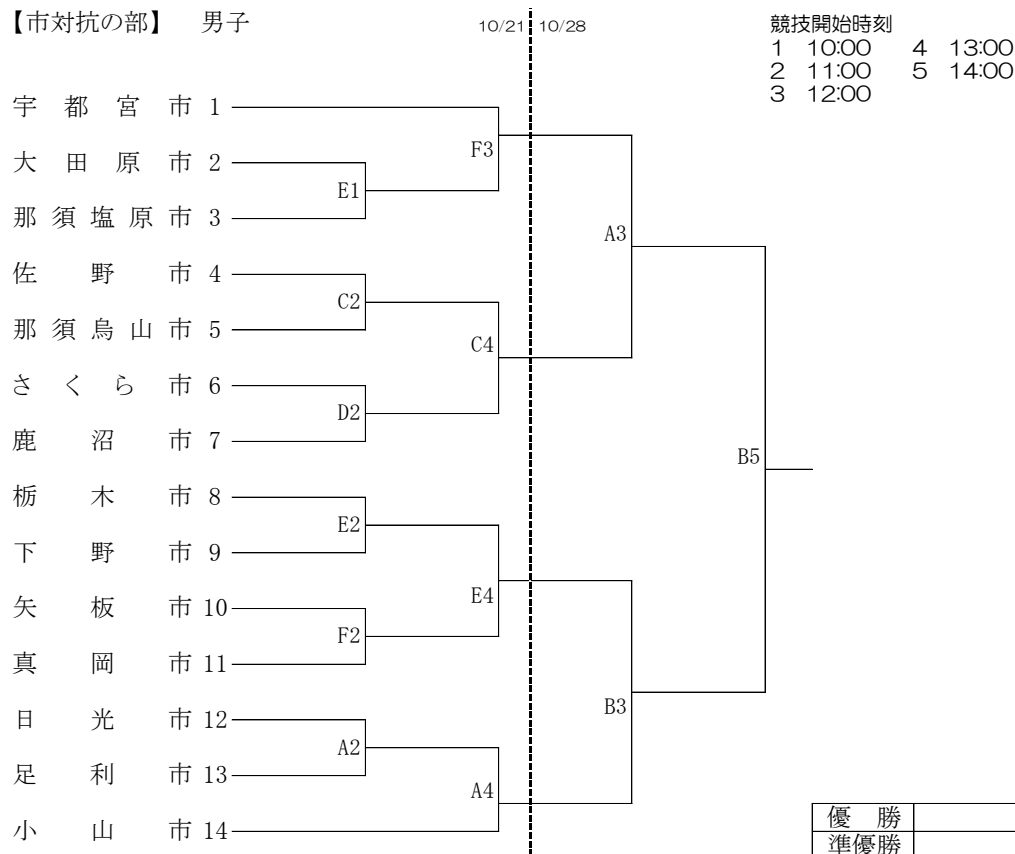 【市対抗の部】 男子
10/21 10/28
競技開始時刻
1 10:00 4 13:00
2 11:00 5 14:00
3 12:00
宇都宮市 1
F3
大田原市 2
E1
那須塩原市 3
A3
佐野市 4
C2
那須烏山市 5
C4
さくら市 6
D2
鹿沼市 7
B5
栃木市 8
E2
下野市 9
E4
矢板市 10
F2
真岡市 11
B3
日光市 12
A2
足利市 13
A4
小山市 14
優勝
準優勝